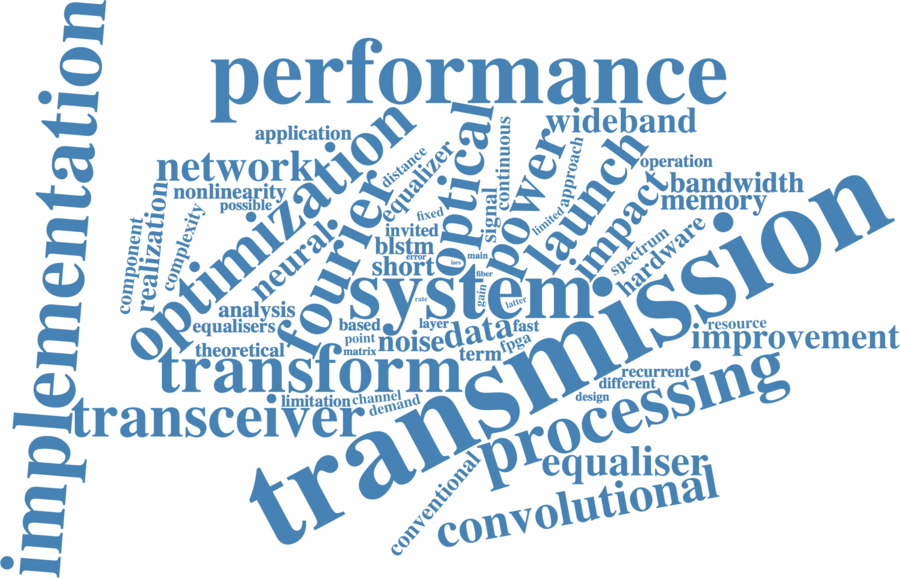 implementation
performance
application
wideband
network
nonlinearity
possible
optimization
distance
equalizer
optical
continuous
power
approach
limited
launch
operation
bandwidth
memory
component
realization
complexity
neural
fourier
fixed
invited
blstm
error
short
signal
main
isrs
fiber
impact
spectrum
hardware
system
rate
gain
latter
transmission
analysis
equalisers
theoretical
based
point
matrix
layer
noise
data
fast
term
fpga
resource
improvement
transform
transceiver
limitation
channel
demand
recurrent
different
design
processing
equaliser
conventional
convolutional